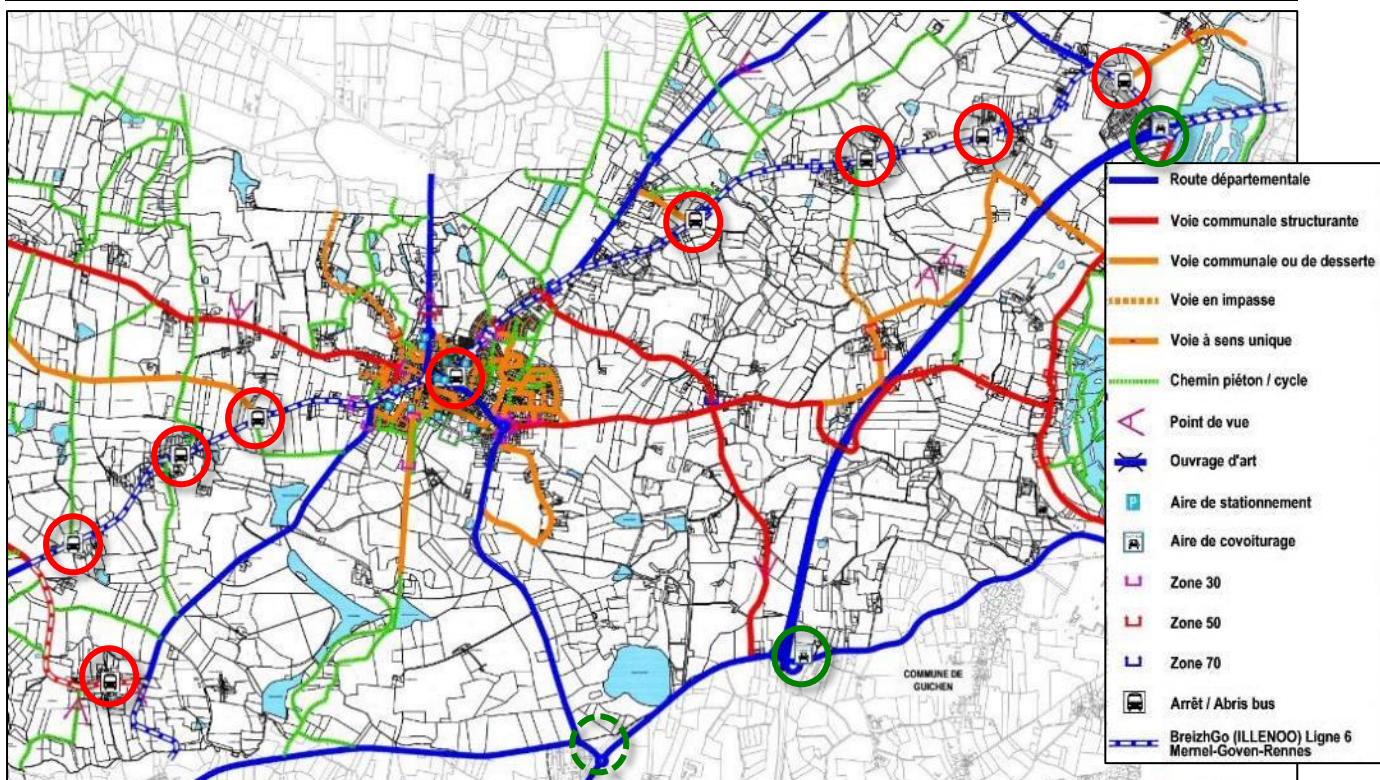 Route départementale
Voie communale structurante
Voie communale ou de desserte
Voie en impasse
Voie à sens unique
Chemin piéton / cycle
Point de vue
Ouvrage d'art
P
Aire de stationnement
Aire de covoiturage
Zone 30
Zone 50
Zone 70
Arrêt / Abris bus
BreizhGo (ILLENOO) Ligne 6
Mernel-Goven-Rennes
COMMUNE DE
GUICHEN